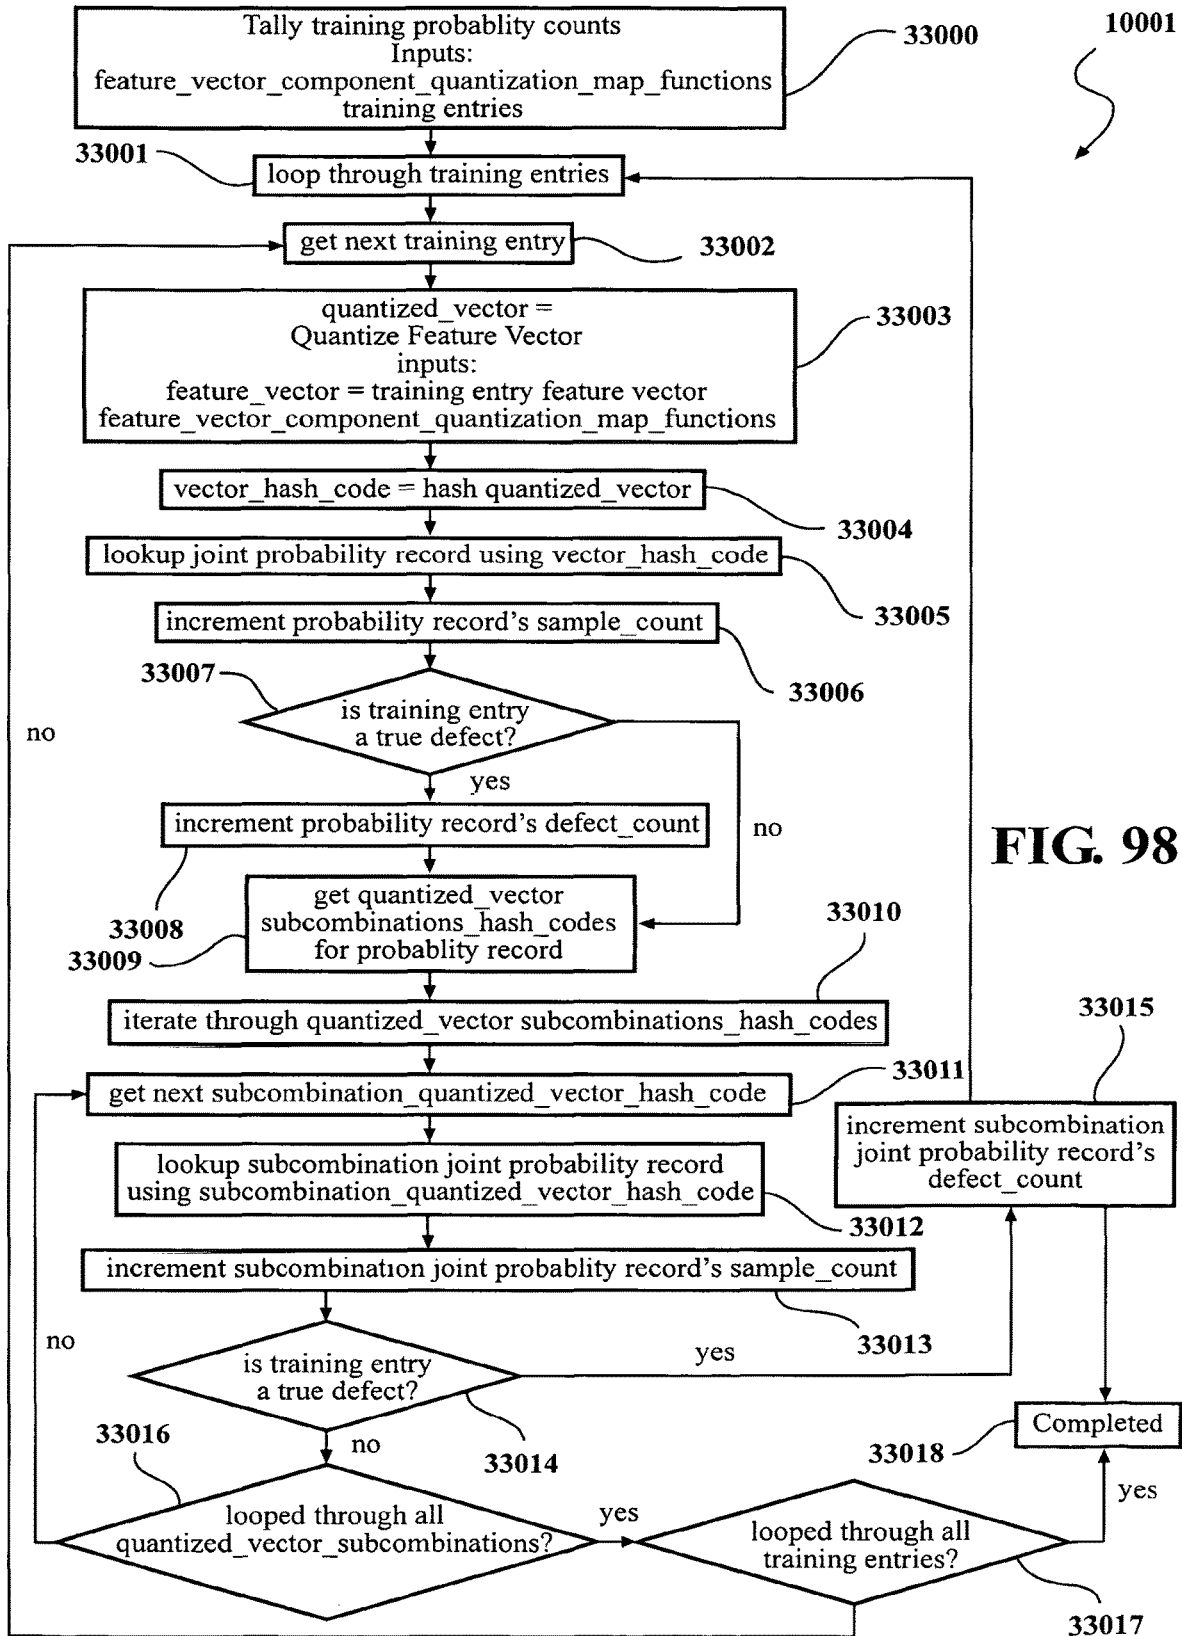 Tally training probablity counts
Inputs:
feature_vector_component_quantization_map_functions
training entries
33000
10001
33001
loop through training entries
get next training entry
33002
quantized_vector =
Quantize Feature Vector
inputs:
feature_vector = training entry feature vector
feature_vector_component_quantization_map_functions
33003
vector_hash_code = hash quantized_vector
33004
lookup joint probability record using vector_hash_code
33005
increment probability record's sample_count
33006
33007
is training entry
a true defect?
no
yes
no
increment probability record's defect_count
33008
FIG. 98
get quantized_vector
subcombinations_hash_codes
for probablity record
33009
33010
iterate through quantized_vector subcombinations_hash_codes
33015
get next subcombination_quantized_vector_hash_code
33011
increment subcombination
joint probability record's
defect_count
lookup subcombination joint probability record
using subcombination_quantized_vector_hash_code
33012
increment subcombination joint probablity record's sample_count
33013
no
is training entry
a true defect?
yes
33014
no
33016
Completed
33018
looped through all
quantized_vector_subcombinations?
yes
looped through all
training entries?
yes
33017